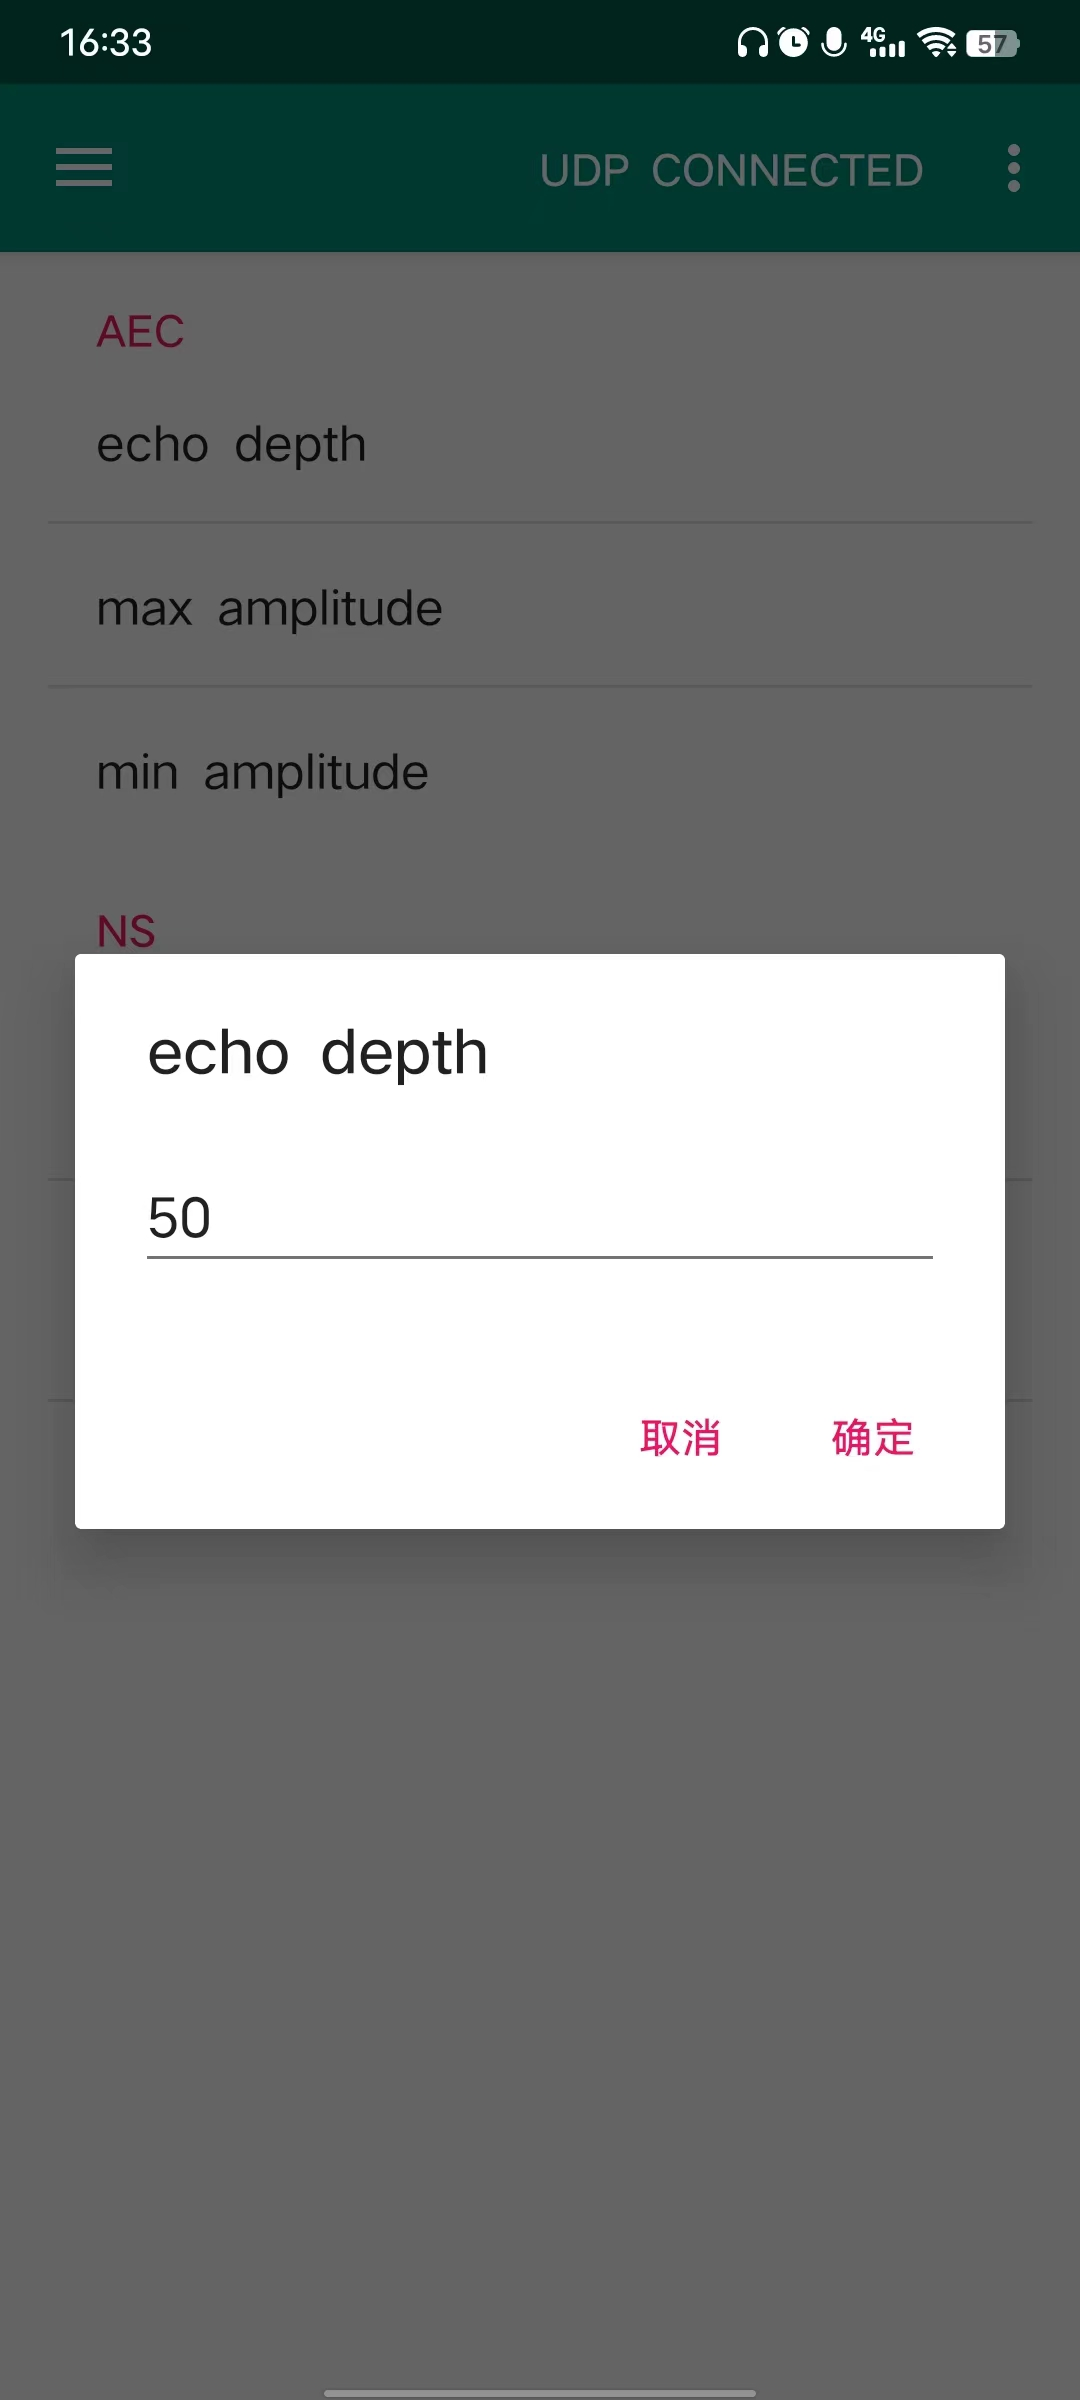 16:33
4G
57
UDP CONNECTED
AEC
echo depth
max amplitude
min amplitude
NS
echo depth
50
取消 确定